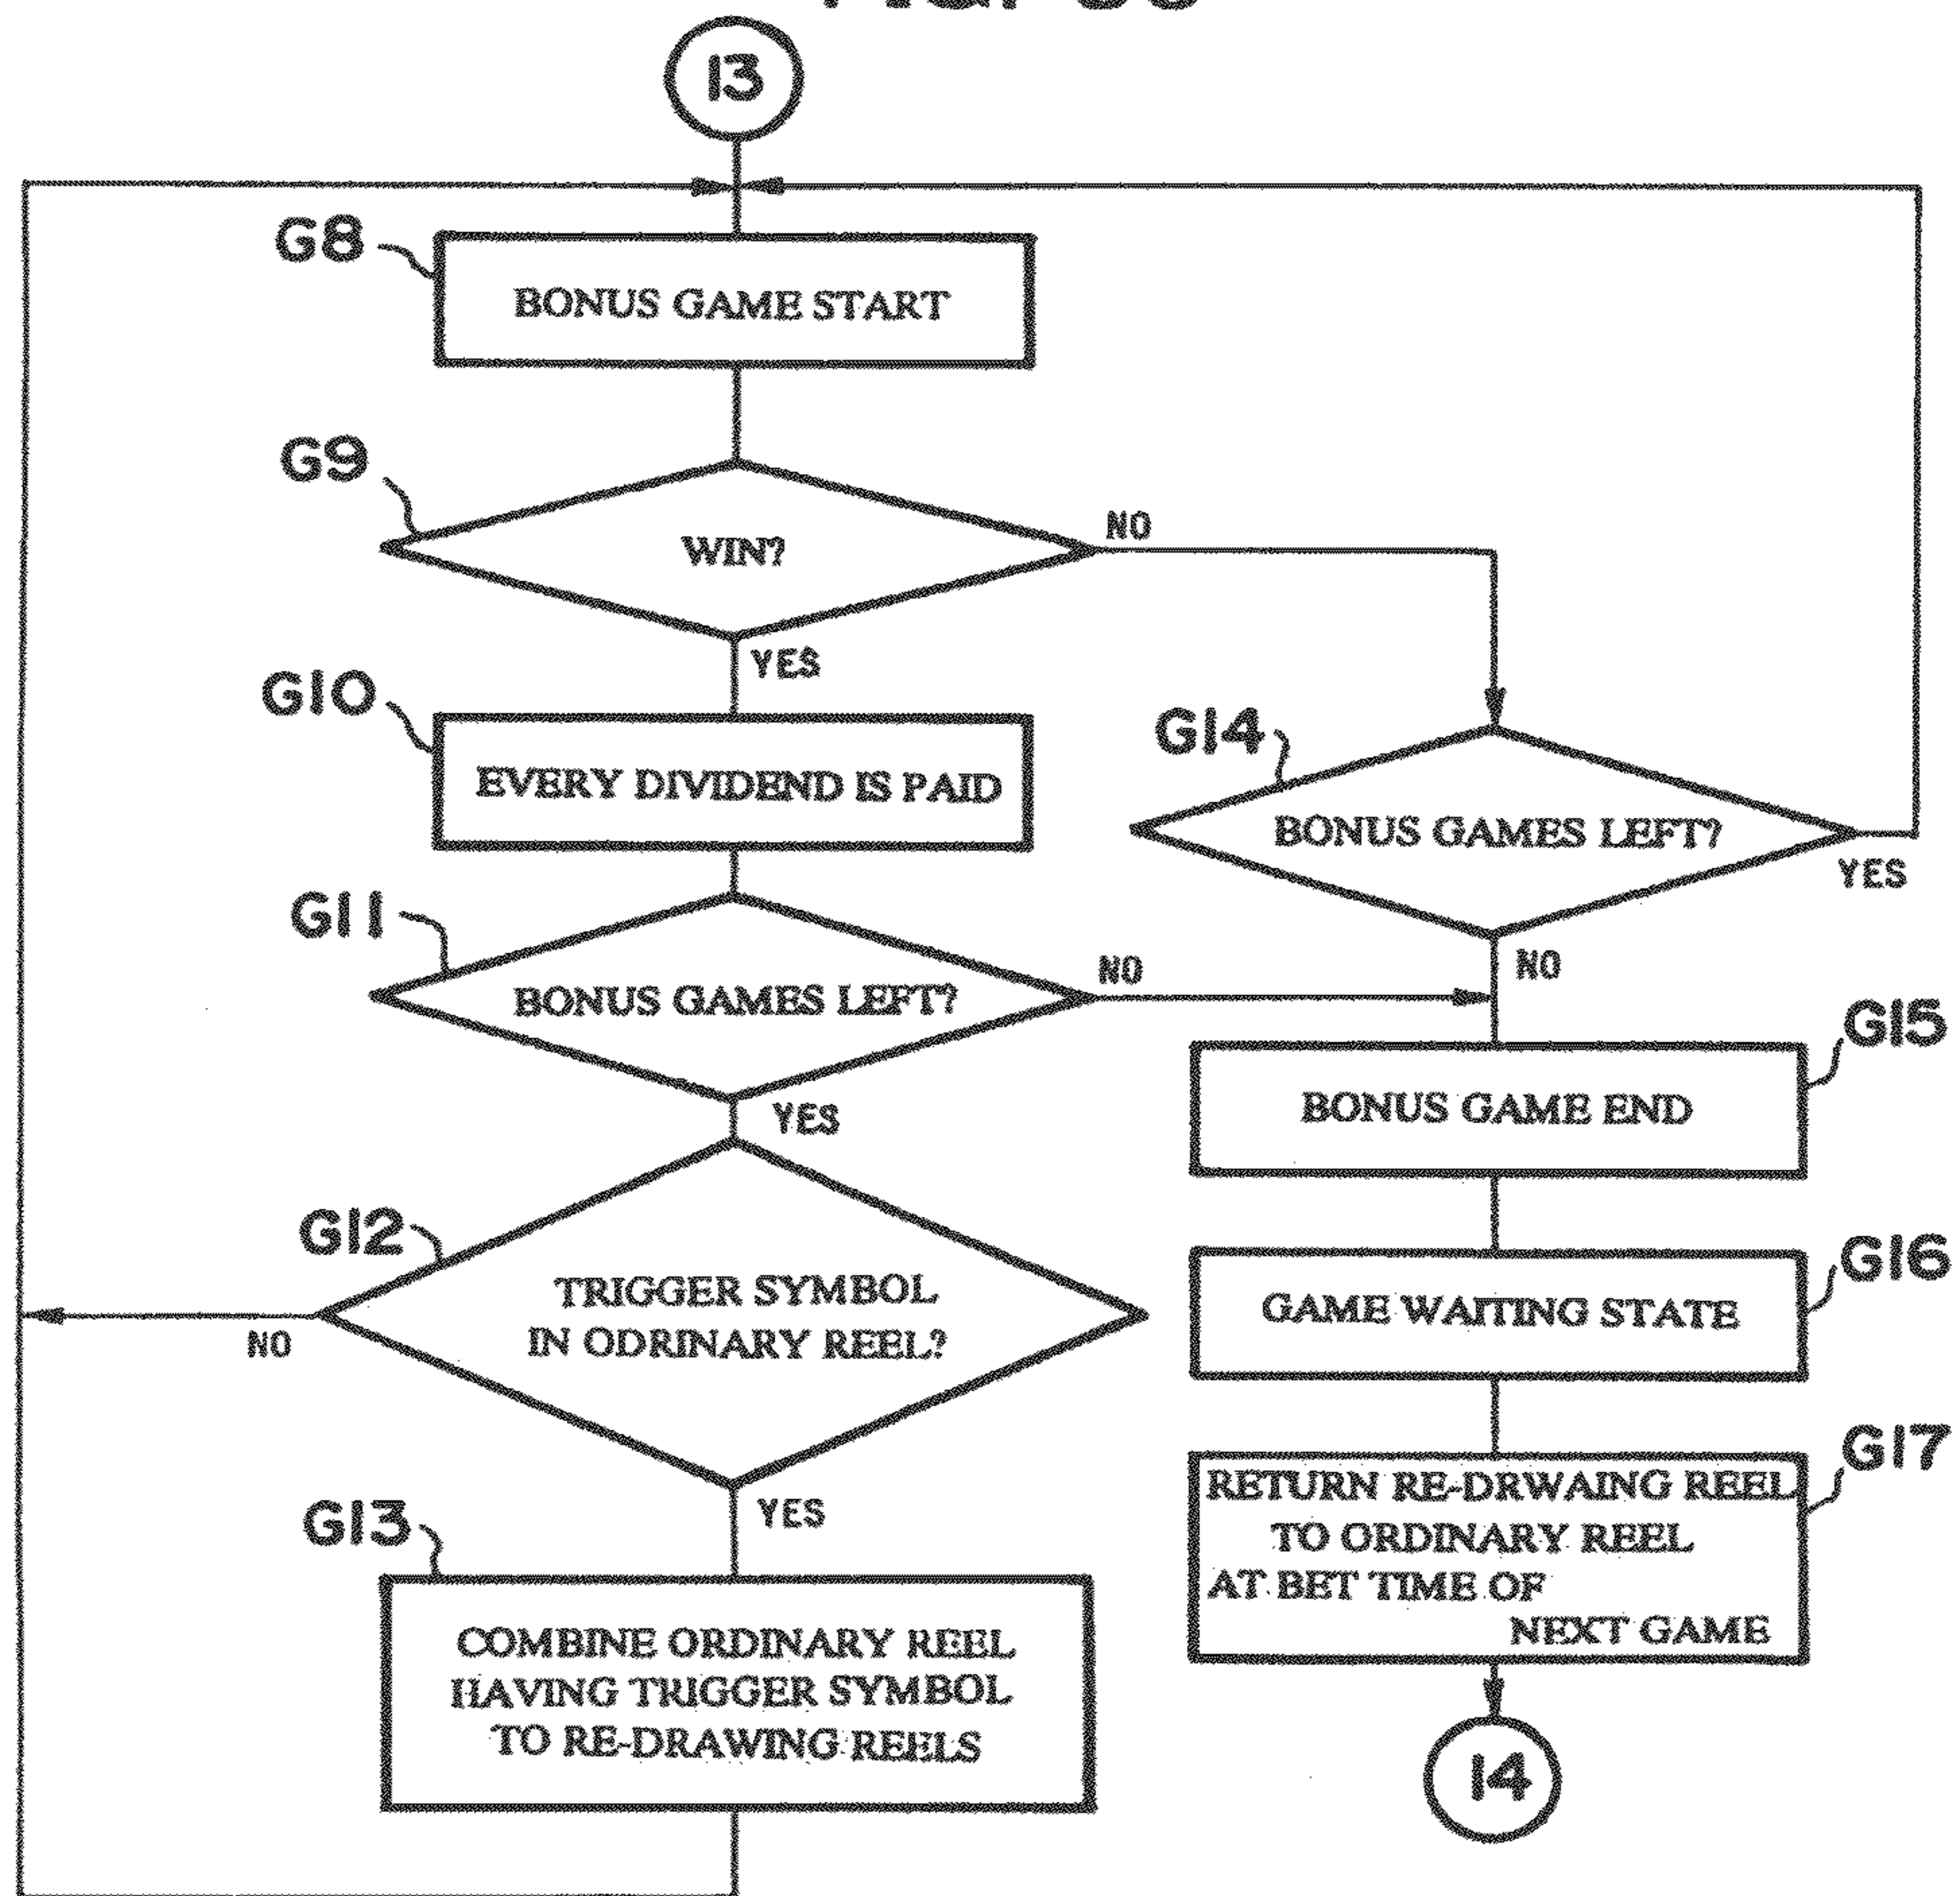 13
G8
BONUS GAME START
G9
WIN?
NO
YES
G10
EVERY DIVIDEND IS PAID
G14
BONUS GAMES LEFT?
YES
G11
BONUS GAMES LEFT?
NO
NO
YES
G15
BONUS GAME END
G12
TRIGGER SYMBOL
IN ODRINARY REEL?
NO
YES
G16
GAME WAITING STATE
G17
RETURN RE-DRWAING REEL
TO ORDINARY REEL
AT BET TIME OF
NEXT GAME
G13
COMBINE ORDINARY REEL
HAVING TRIGGER SYMBOL
TO RE-DRAWING REELS
14